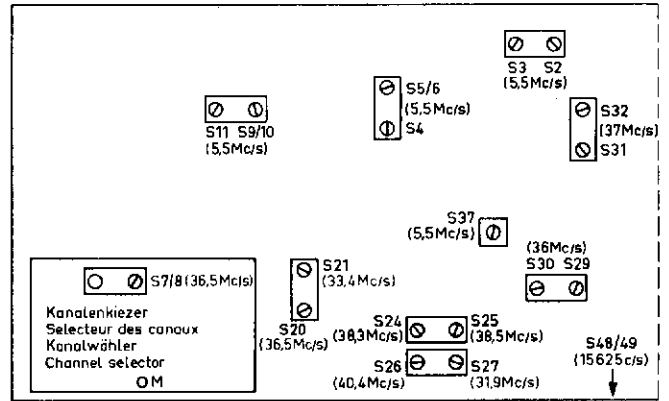 S3 S2
(5,5Mc/s)
S5/6
(5,5Mc/s)
S4
S11 S9/10
(5,5Mc/s)
S32
(37Mc/s)
S31
S37
(5,5Mc/s)
(36Mc/s)
S30 S29
S7/8 (36,5Mc/s)
S21
(33,4Mc/s)
S20
(36,5Mc/s)
Kanalenkiezer
Selecteur des canaux
Kanalwähler
Channel selector
M
S24 S25
(38,3Mc/s) (38,5Mc/s)
S26 S27
(40,4Mc/s) (31,9Mc/s)
S48/49
(15625c/s)